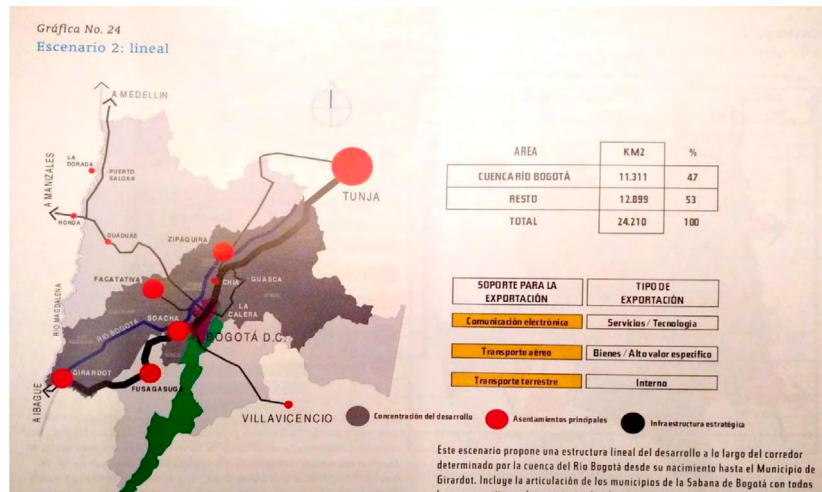 Gráfica No. 24
Escenario 2: lineal
A MEDELLIN
N
LA DORADA
PUERTO SALGAR
A MANIZALES
HONDA
GUADUAS
ZIPAQUIRA
TUNJA
FACATATIVA
CHIA
GUASCA
LA CALERA
SOACHA
RIO MAGDALENA
RIO BOGOTÁ
BOGOTÁ D.C.
GIRARDOT
FUSAGASUGA
A IBAGUE
VILLAVICENCIO
AREA KM2 %
CUENCA RÍO BOGOTÀ 11.311 47
RESTO 12.899 53
TOTAL 24.210 100
SOPORTE PARA LA EXPORTACIÓN
TIPO DE EXPORTACIÓN
Comunicación electrónica Servicios / Tecnología
Transporte aéreo Bienes / Alto valor especifico
Transporte terrestre Interno
Concentración del desarrollo
Asentamientos principales
Infraestructura estratégica
Este escenario propone una estructura lineal del desarrollo a lo largo del corredor
determinado por la cuenca del Rio Bogotá desde su nacimiento hasta el Municipio de
Girardot. Incluye la articulación de los municipios de la Sabana de Bogotá con todos